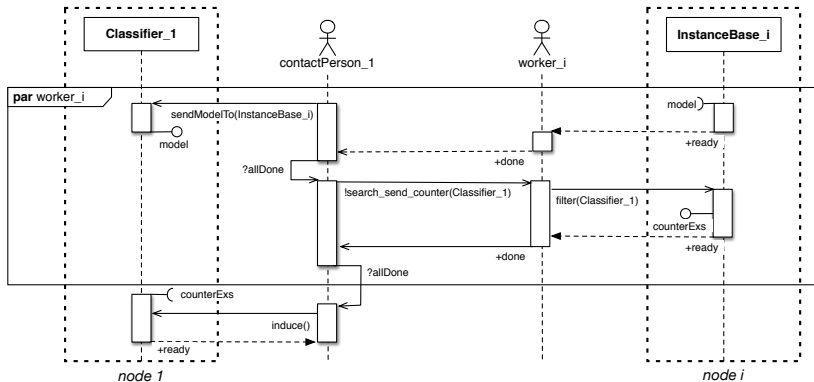 Classifier_1
InstanceBase_i
contactPerson_1
worker_i
par worker_i
sendModelTo(InstanceBase_i)
model
model
+ready
+done
?allDone
!search_send_counter(Classifier_1)
filter(Classifier_1)
counterExs
+ready
+done
?allDone
counterExs
induce()
+ready
node 1
node i